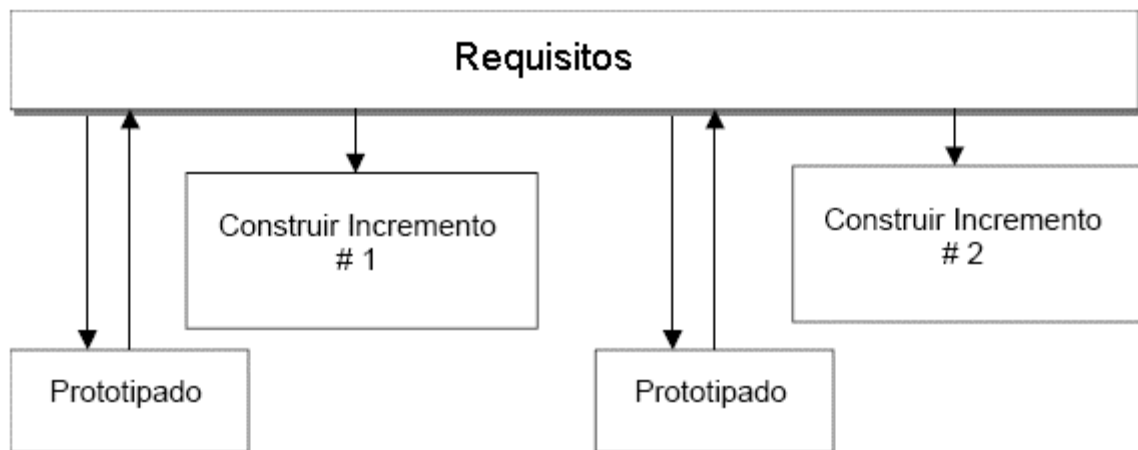 Requisitos
Construir Incremento
# 1
Construir Incremento
# 2
Prototipado
Prototipado